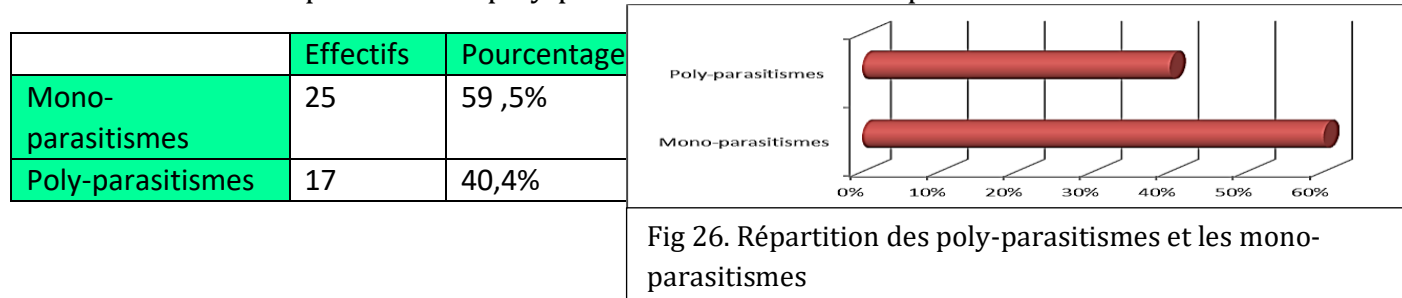 Effectifs Pourcentage
Mono-parasitismes 25 59 ,5%
Poly-parasitismes 17 40,4%
Poly-parasitismes
Mono-parasitismes
0% 10% 20% 30% 40% 50% 60%
Fig 26. Répartition des poly-parasitismes et les mono-
parasitismes